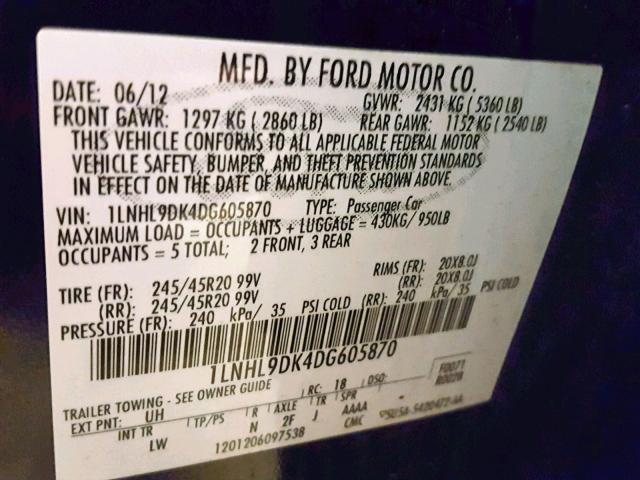 MFD. BY FORD MOTOR CO.
DATE: 06/12 GVWR: 2431 KG ( 5360 LB)
FRONT GAWR: 1297 KG ( 2860 LB) REAR GAWR: 1152 KG ( 2540 LB)
THIS VEHICLE CONFORMS TO ALL APPLICABLE FEDERAL MOTOR
VEHICLE SAFETY, BUMPER, AND THEFT PREVENTION STANDARDS
IN EFFECT ON THE DATE OF MANUFACTURE SHOWN ABOVE.
VIN: 1LNHL9DK4DG605870 TYPE: Passenger Car
MAXIMUM LOAD = OCCUPANTS + LUGGAGE = 430KG/ 950LB
OCCUPANTS = 5 TOTAL; 2 FRONT, 3 REAR
TIRE (FR): 245/45R20 99V RIMS (FR): 20X8.0J
(RR): 245/45R20 99V (RR): 20X8.0J
PRESSURE (FR): 240 kPa/ 35 PSI COLD (RR): 240 kPa/ 35 PSI COLD
1LNHL9DK4DG605870
F0071
R0028
TRAILER TOWING - SEE OWNER GUIDE RC: 18 DSO:
EXT PNT: UH
INT TR TP/PS R AXLE TR SPR
LW N 2F J AAAA
1201206097538 CMC